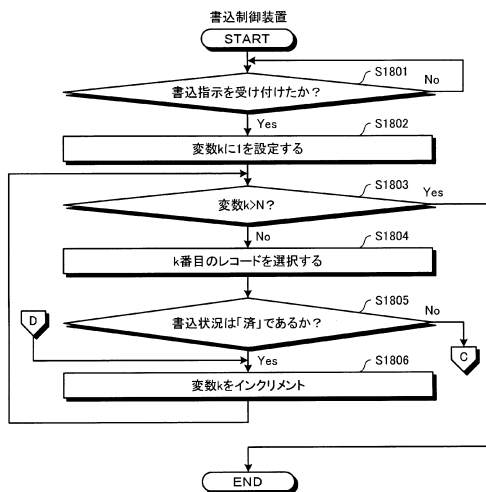 書込制御装置
START
S1801
書込指示を受け付けたか?
No
Yes
S1802
変数kに1を設定する
S1803
変数k>N?
Yes
No
S1804
k番目のレコードを選択する
S1805
書込状況は「済」であるか?
No
D
C
Yes
S1806
変数kをインクリメント
END